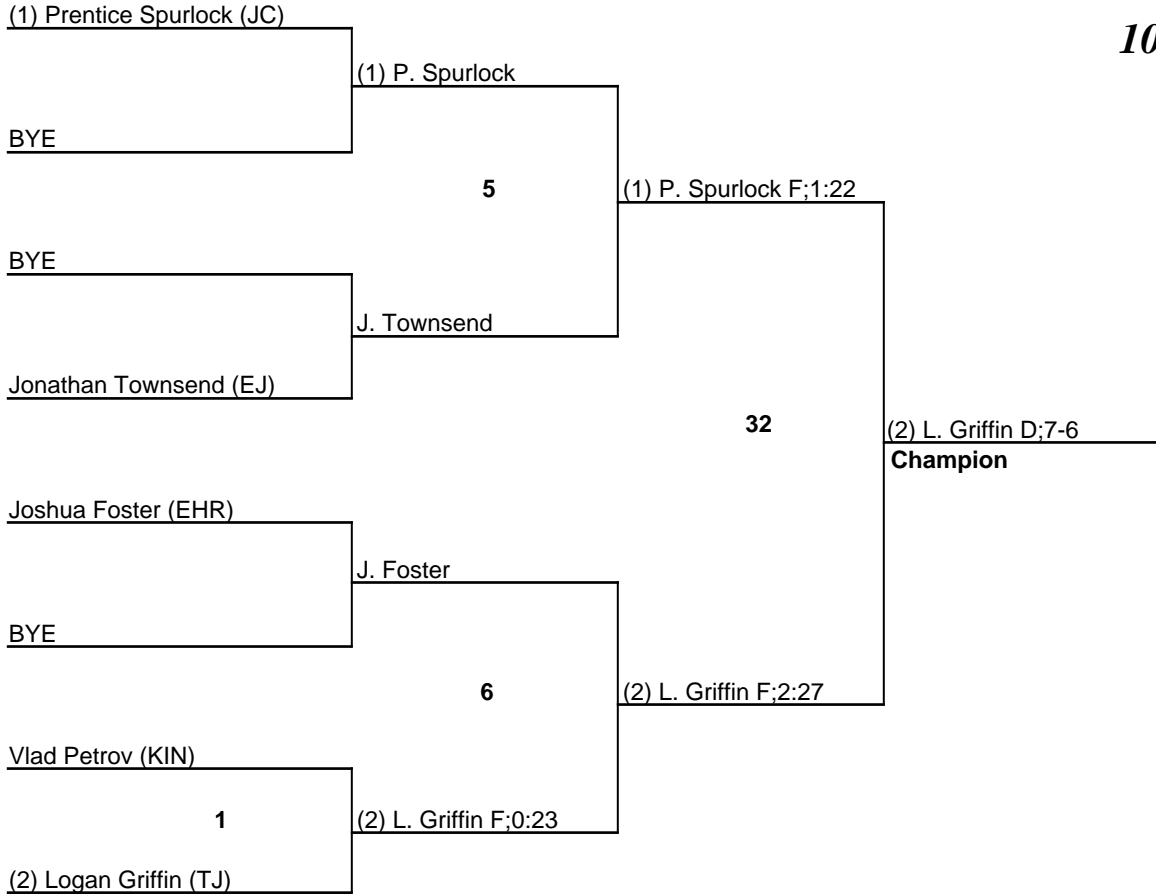 (1) Prentice Spurlock (JC)
10
(1) P. Spurlock
BYE
5
(1) P. Spurlock F;1:22
BYE
J. Townsend
Jonathan Townsend (EJ)
32
(2) L. Griffin D;7-6
Champion
Joshua Foster (EHR)
J. Foster
BYE
6
(2) L. Griffin F;2:27
Vlad Petrov (KIN)
1
(2) L. Griffin F;0:23
(2) Logan Griffin (TJ)